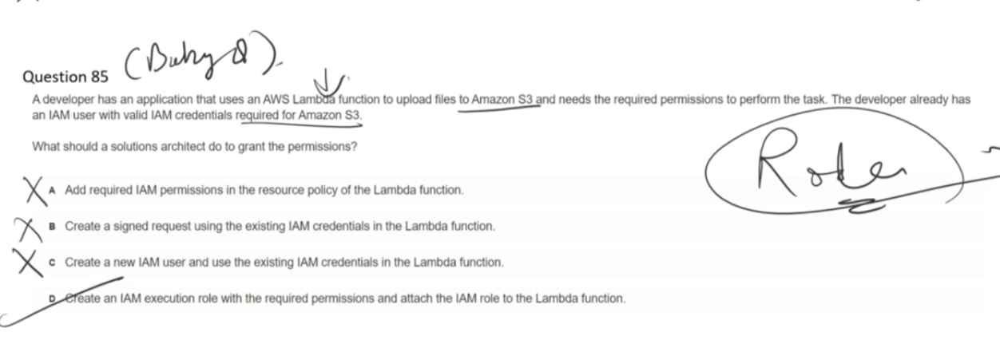 (Baby Q).
Question 85
A developer has an application that uses an AWS Lambda function to upload files to Amazon S3 and needs the required permissions to perform the task. The developer already has
an IAM user with valid IAM credentials required for Amazon S3.
What should a solutions architect do to grant the permissions?
Role
A Add required IAM permissions in the resource policy of the Lambda function.
B Create a signed request using the existing IAM credentials in the Lambda function.
C Create a new IAM user and use the existing IAM credentials in the Lambda function.
D Create an IAM execution role with the required permissions and attach the IAM role to the Lambda function.